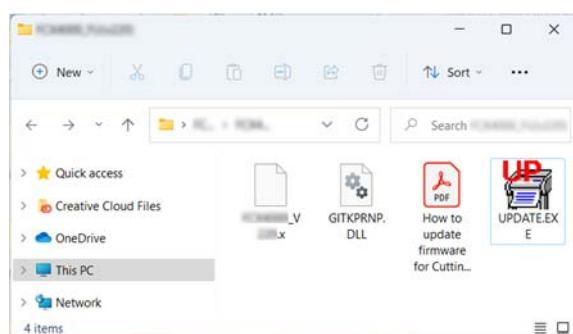 New
Sort
Search
Quick access
Creative Cloud Files
OneDrive
This PC
Network
_V
.x
GITKPRNP.
DLL
PDF
How to
update
firmware
for Cuttin...
UP
UPDATE.EX
E
4 items